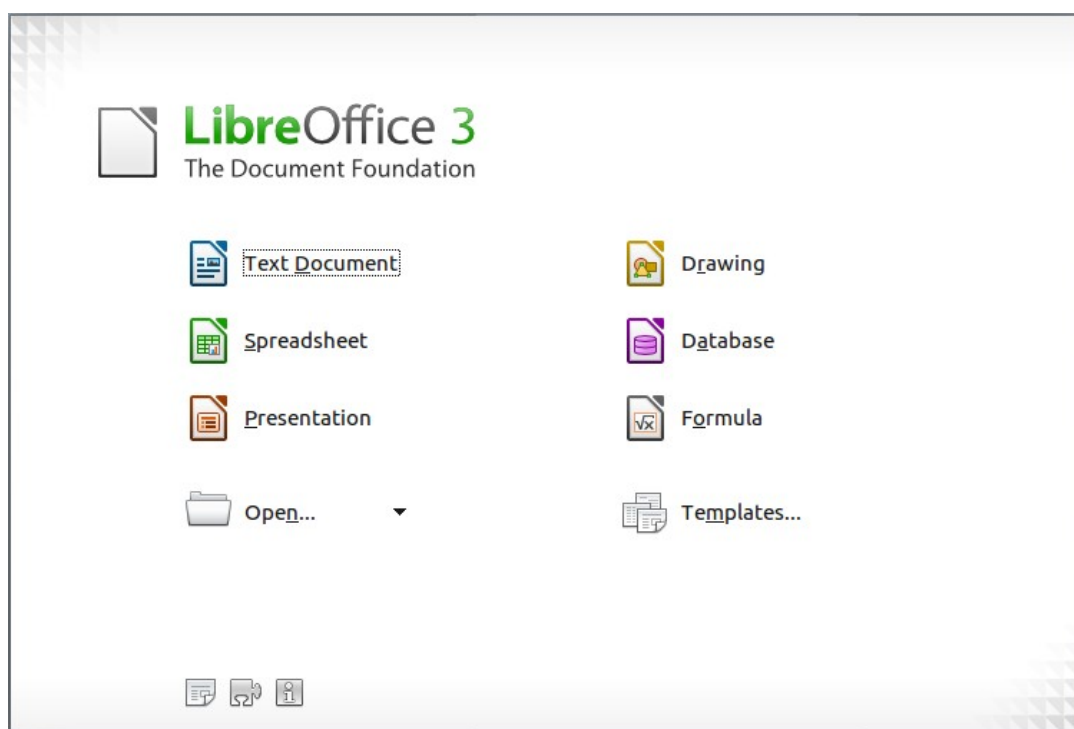 LibreOffice 3
The Document Foundation
Text Document
Drawing
Spreadsheet
Database
Presentation
Formula
Open...
Templates...